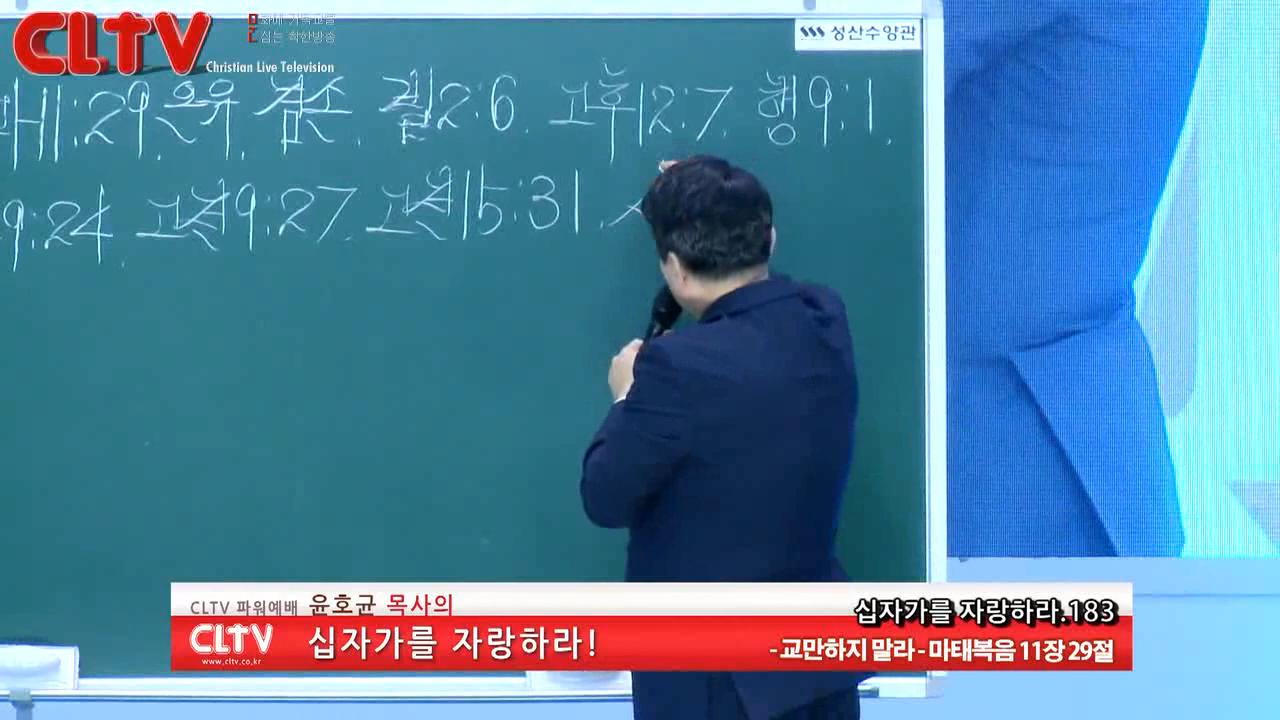 CLTV
Christian Live Television
성산수양관
마11:29. 온유. 겸손. 빌2:6. 고후12:7. 행9:1.
9:24. 고전9:27. 고전15:31.
CLTV 파워예배 윤호균 목사의
CLTV 십자가를 자랑하라!
www.cltv.co.kr
십자가를 자랑하라.183
- 교만하지 말라 - 마태복음 11장 29절